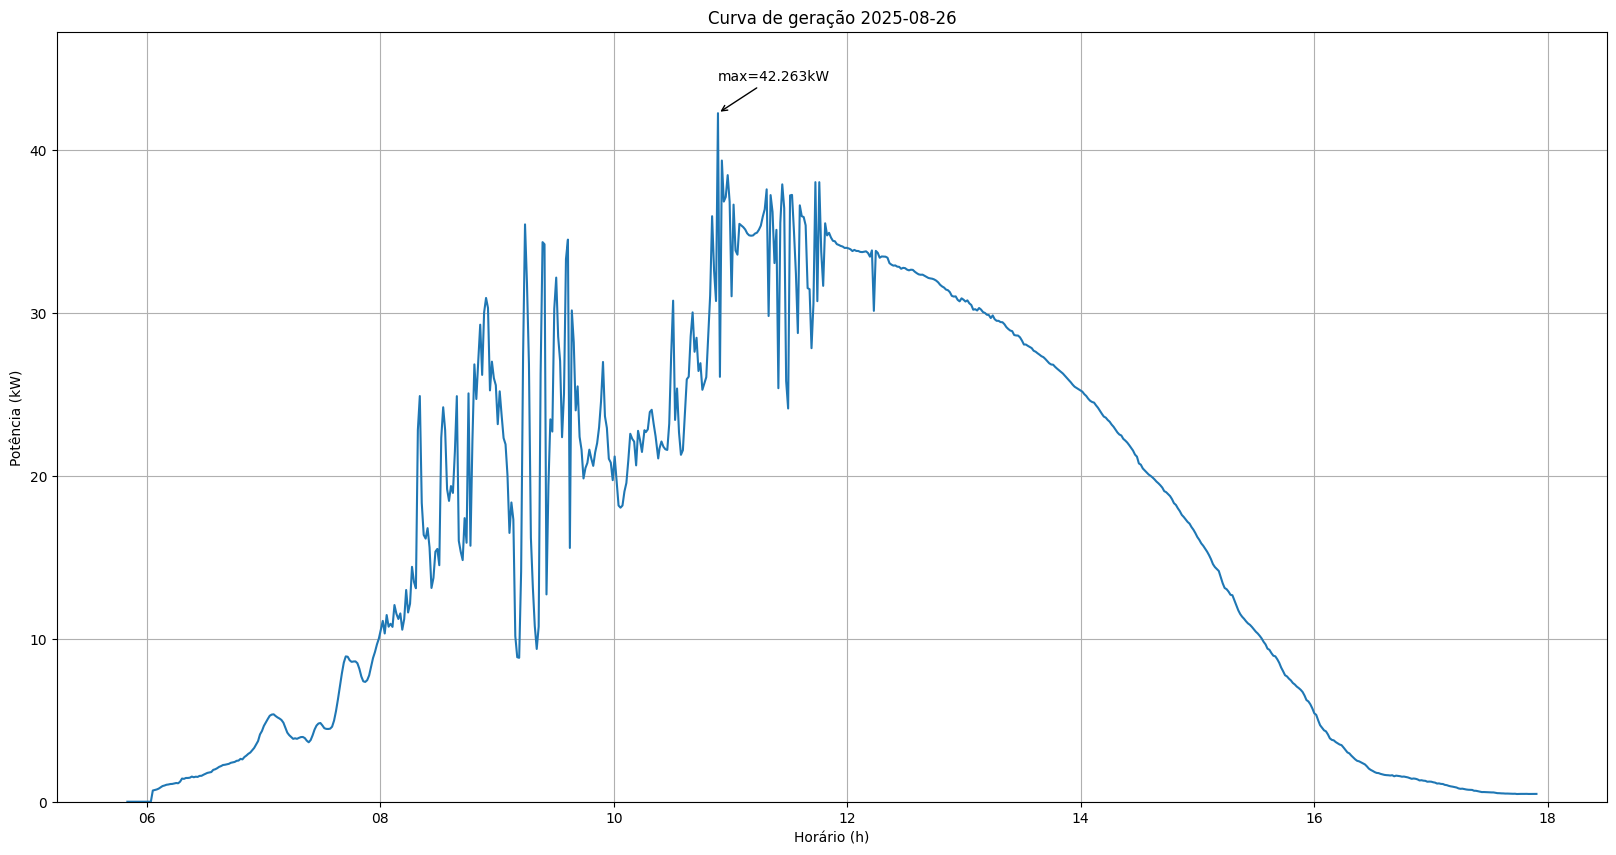 Curva de geração 2025-08-26
max=42.263kW
Potência (kW)
40
30
20
10
0
06 08 10 12 14 16 18
Horário (h)